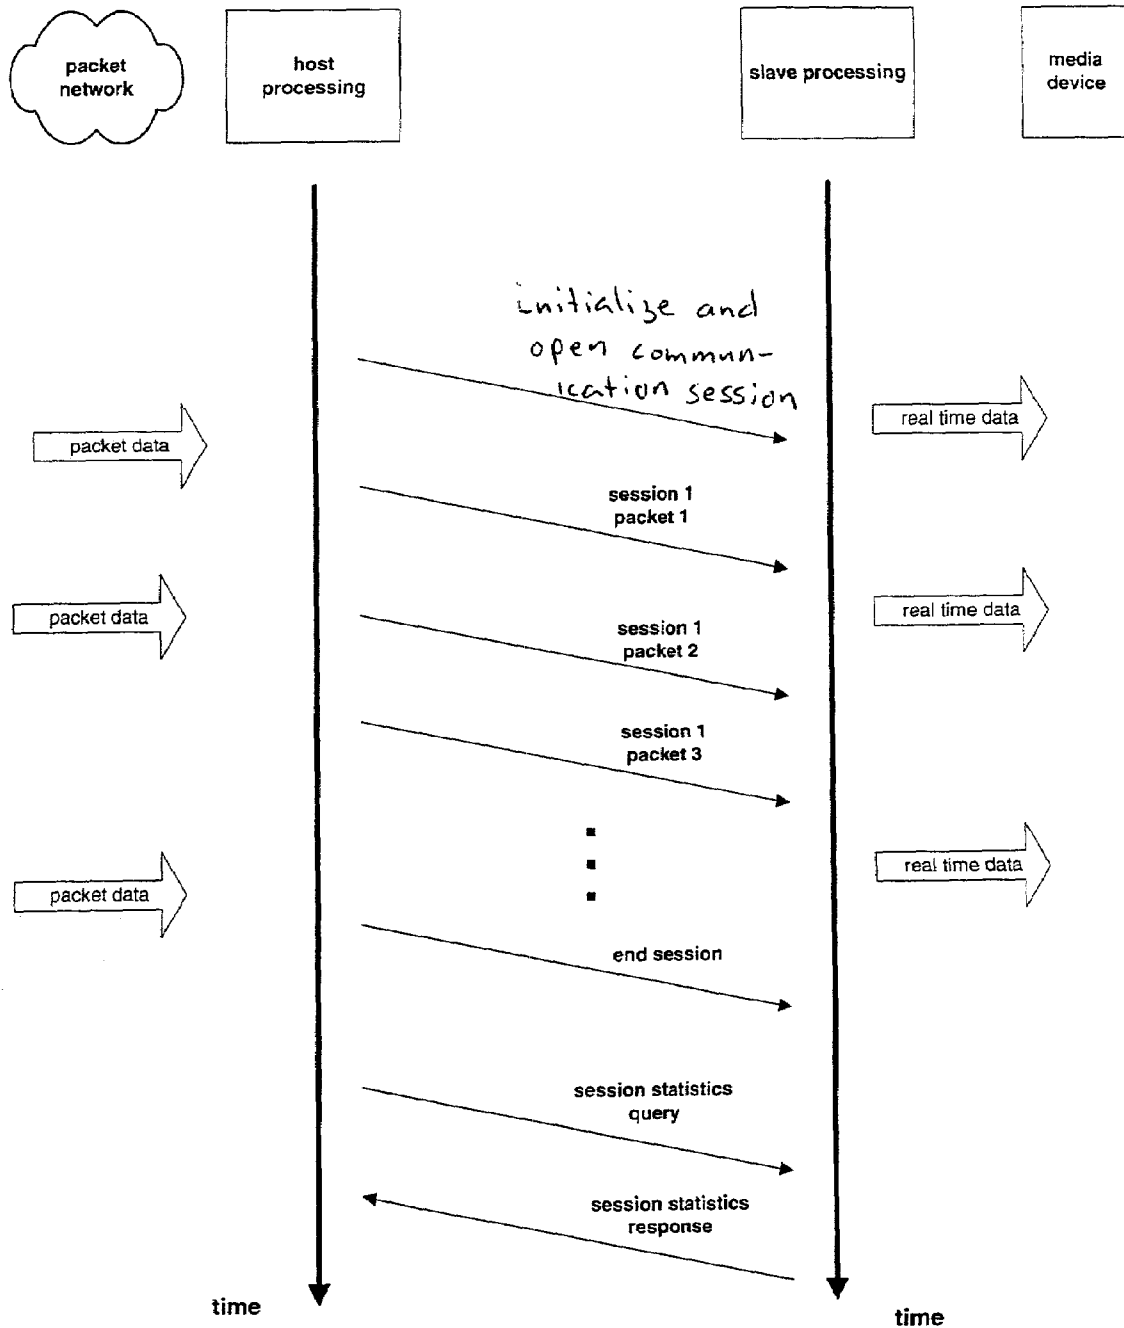 packet
network
host
processing
slave processing
media
device
initialize and
open commun-
ication session
real time data
packet data
session 1
packet 1
packet data
real time data
session 1
packet 2
session 1
packet 3
real time data
packet data
end session
session statistics
query
session statistics
response
time
time